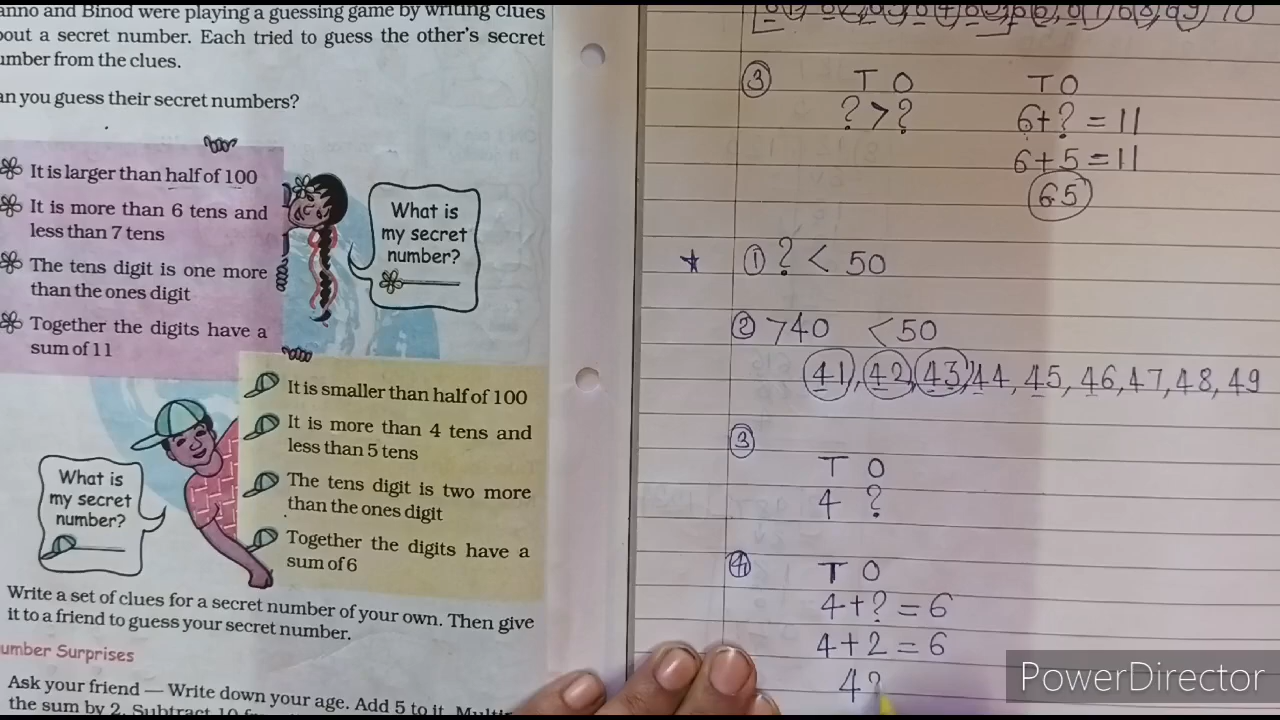 anno and Binod were playing a guessing game by writing clues
bout a secret number. Each tried to guess the other's secret
umber from the clues.
an you guess their secret numbers?
It is larger than half of 100
It is more than 6 tens and
less than 7 tens
The tens digit is one more
than the ones digit
Together the digits have a
sum of 11
What is
my secret
number?
It is smaller than half of 100
It is more than 4 tens and
less than 5 tens
The tens digit is two more
than the ones digit
Together the digits have a
sum of 6
What is
my secret
number?
Write a set of clues for a secret number of your own. Then give
it to a friend to guess your secret number.
umber Surprises
Ask your friend — Write down your age. Add 5 to it.
the sum by 2. Subtract 10
③ T O T O
? > ? 6+? = 11
6+5 = 11
65
★ ① ? < 50
② >40 <50
41, 42, 43, 44, 45, 46, 47, 48, 49
③
T O
4 ?
④ T O
4+? = 6
4+2 = 6
4
PowerDirector